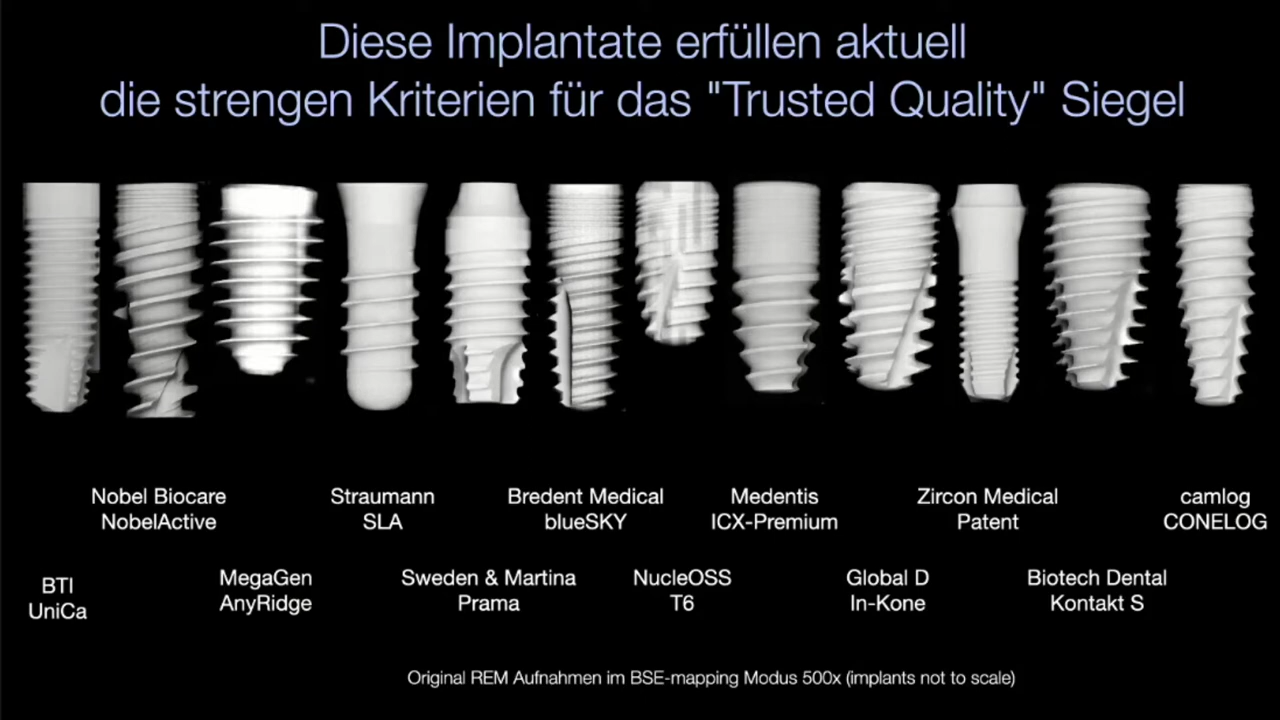 Diese Implantate erfüllen aktuell
die strengen Kriterien für das "Trusted Quality" Siegel
Nobel Biocare
NobelActive
Straumann
SLA
Bredent Medical
blueSKY
Medentis
ICX-Premium
Zircon Medical
Patent
camlog
CONELOG
BTI
UniCa
MegaGen
AnyRidge
Sweden & Martina
Prama
NucleOSS
T6
Global D
In-Kone
Biotech Dental
Kontakt S
Original REM Aufnahmen im BSE-mapping Modus 500x (implants not to scale)